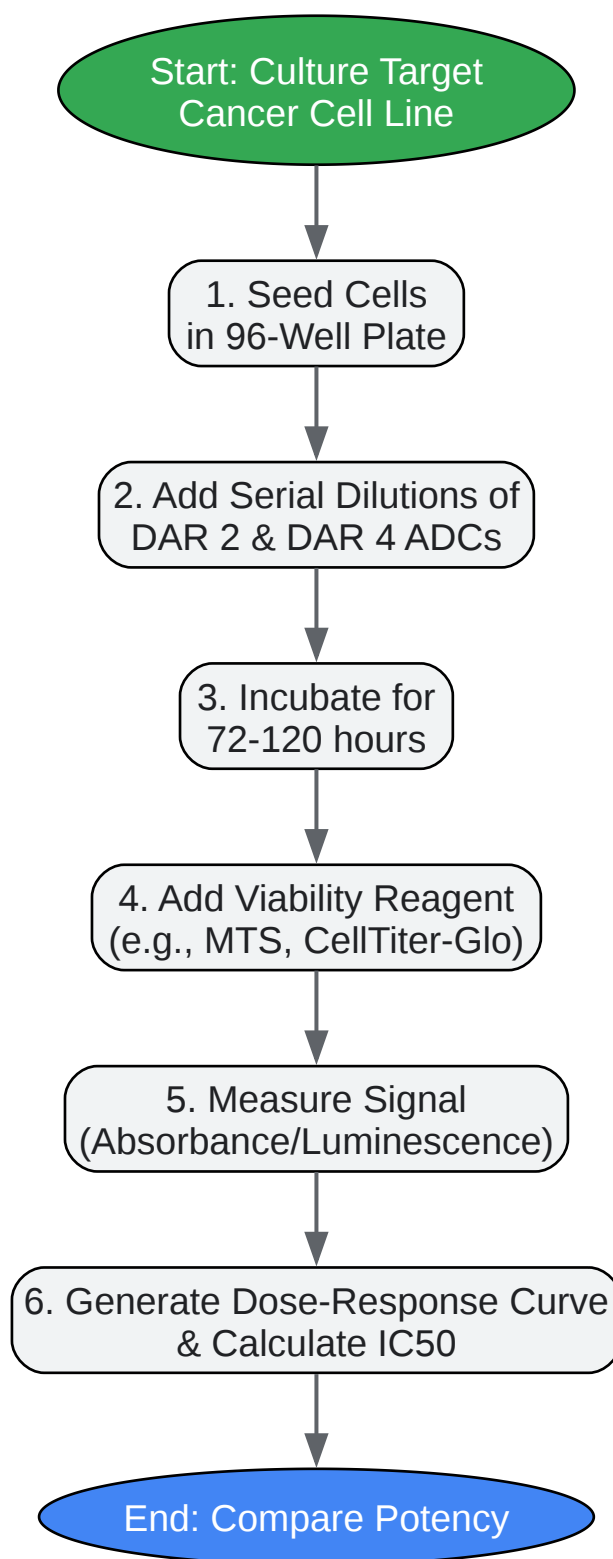 Start: Culture Target
Cancer Cell Line
1. Seed Cells
in 96-Well Plate
2. Add Serial Dilutions of
DAR 2 & DAR 4 ADCs
3. Incubate for
72-120 hours
4. Add Viability Reagent
(e.g., MTS, CellTiter-Glo)
5. Measure Signal
(Absorbance/Luminescence)
6. Generate Dose-Response Curve
& Calculate IC50
End: Compare Potency